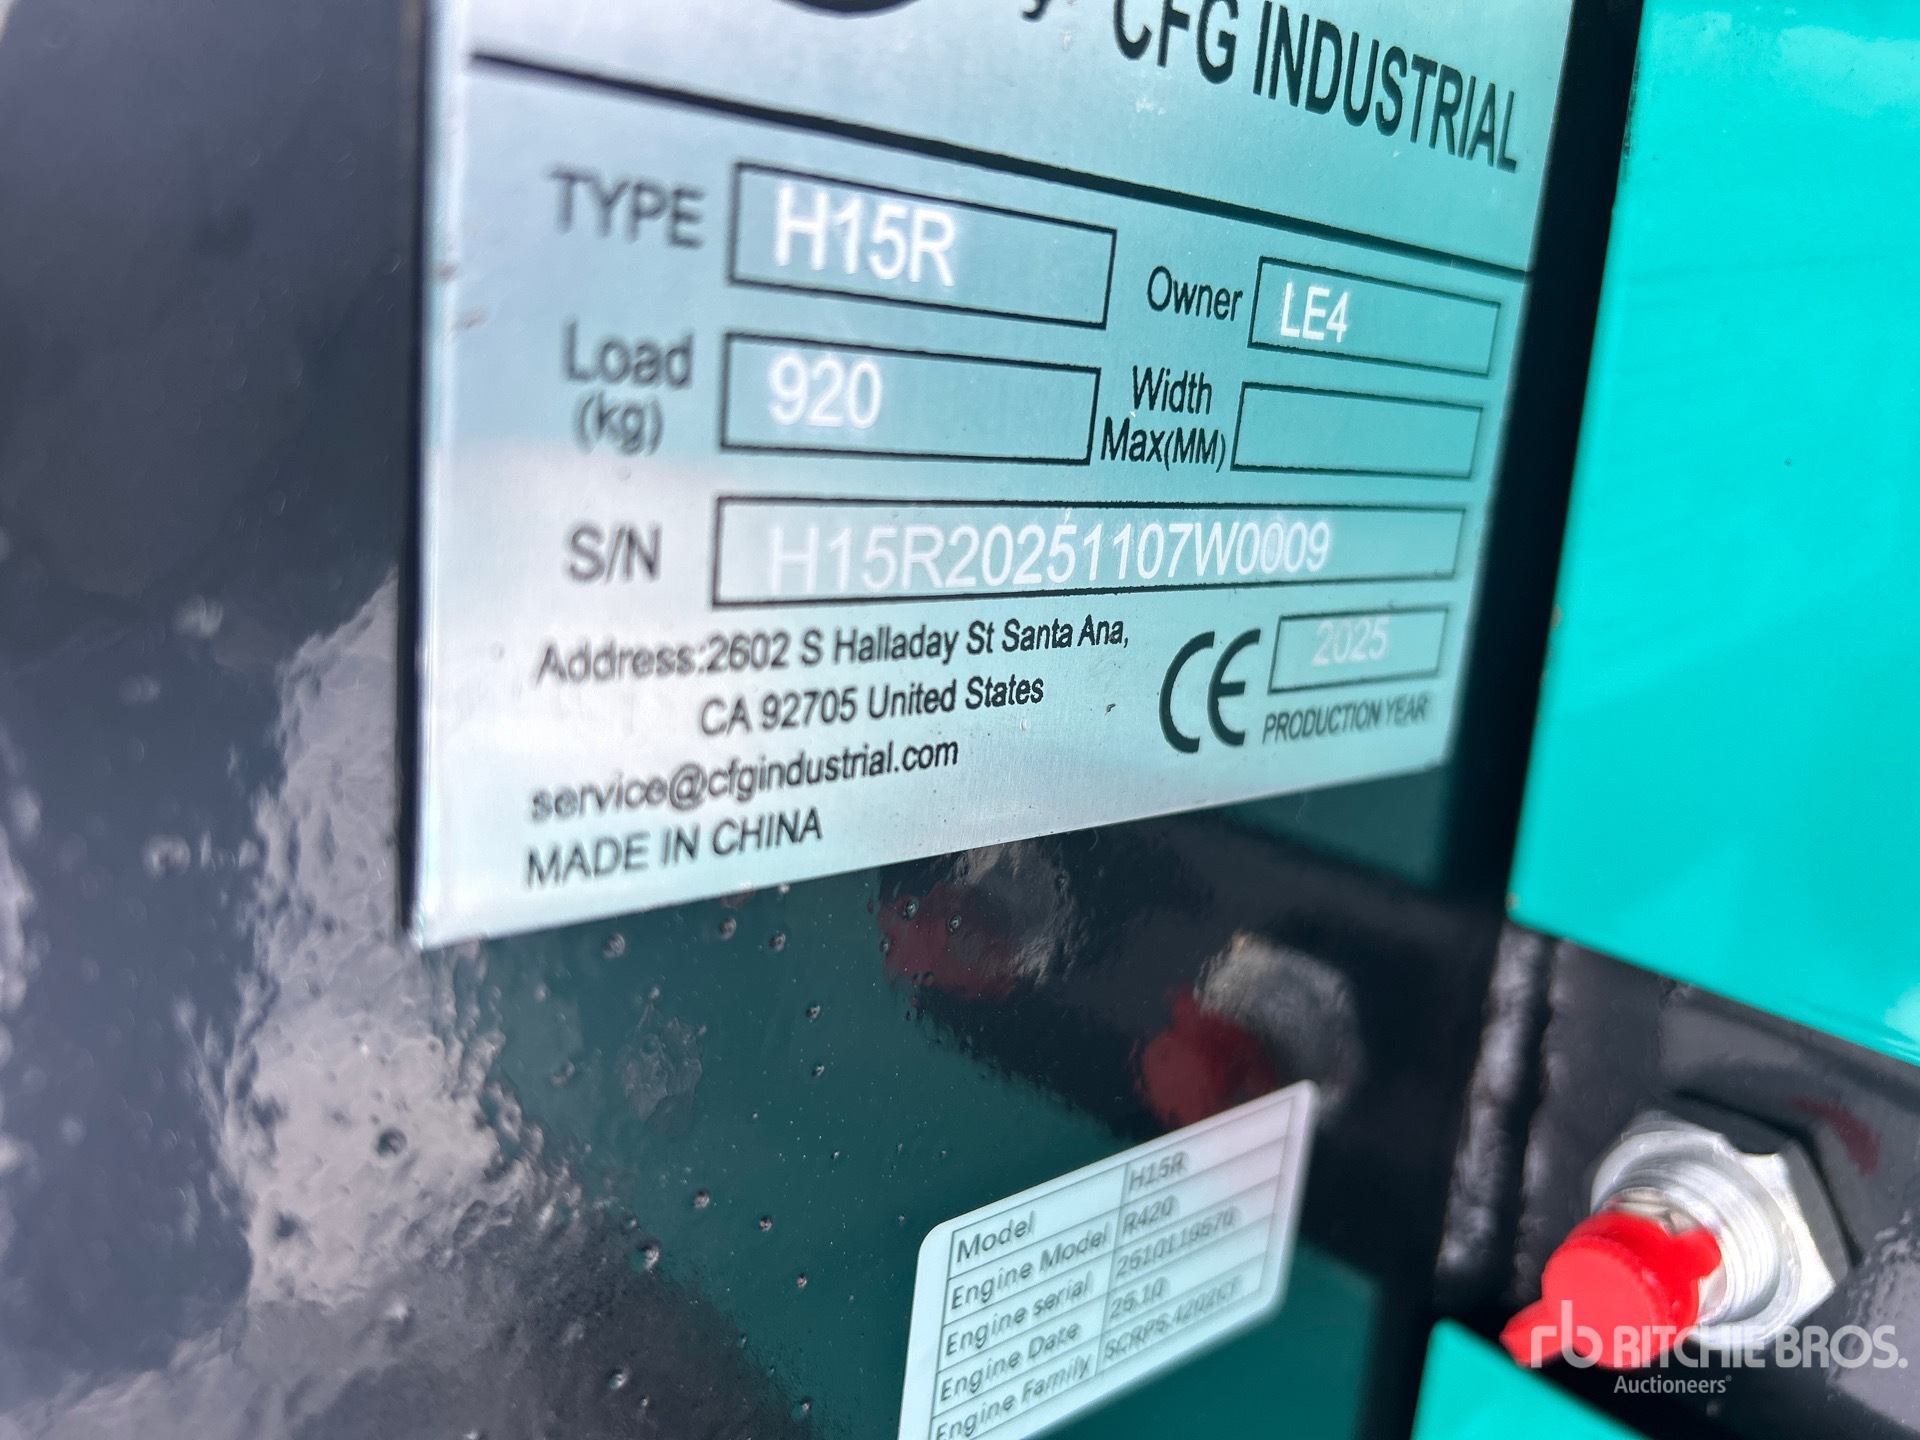 CFG INDUSTRIAL
TYPE H15R
Owner LE4
Load (kg) 920
Width Max(MM)
S/N H15R20251107W0009
Address:2602 S Halladay St Santa Ana,
CA 92705 United States
service@cfgindustrial.com
MADE IN CHINA
CE 2025
PRODUCTION YEAR
Model H15R
Engine Model R420
Engine serial 2510119570
Engine Date 25.10
Engine Family
rb RITCHIE BROS.
Auctioneers